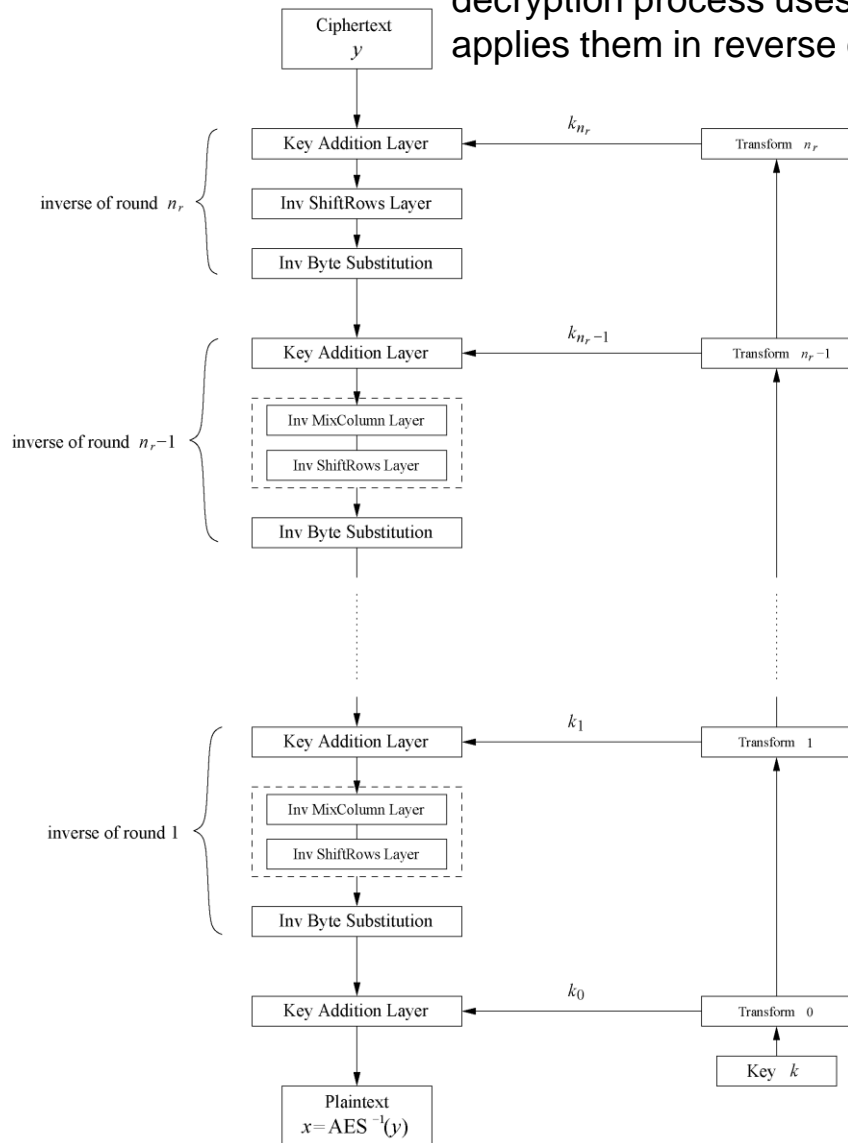 decryption process uses
applies them in reverse
Ciphertext
y
Key Addition Layer
k_{n_r}
Transform n_r
inverse of round n_r
Inv ShiftRows Layer
Inv Byte Substitution
Key Addition Layer
k_{n_r−1}
Transform n_r−1
inverse of round n_r−1
Inv MixColumn Layer
Inv ShiftRows Layer
Inv Byte Substitution
Key Addition Layer
k_1
Transform 1
inverse of round 1
Inv MixColumn Layer
Inv ShiftRows Layer
Inv Byte Substitution
Key Addition Layer
k_0
Transform 0
Key k
Plaintext
x=AES⁻¹(y)